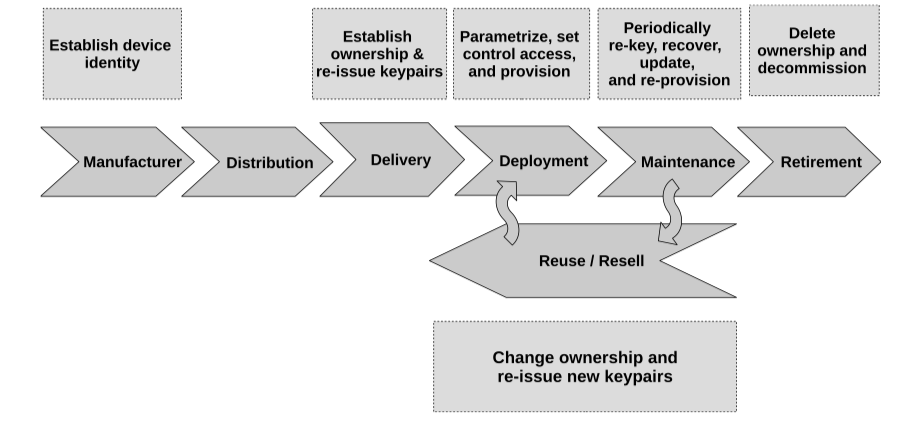 Establish device
identity
Establish
ownership &
re-issue keypairs
Parametrize, set
control access,
and provision
Periodically
re-key, recover,
update,
and re-provision
Delete
ownership and
decommission
Manufacturer
Distribution
Delivery
Deployment
Maintenance
Retirement
Reuse / Resell
Change ownership and
re-issue new keypairs